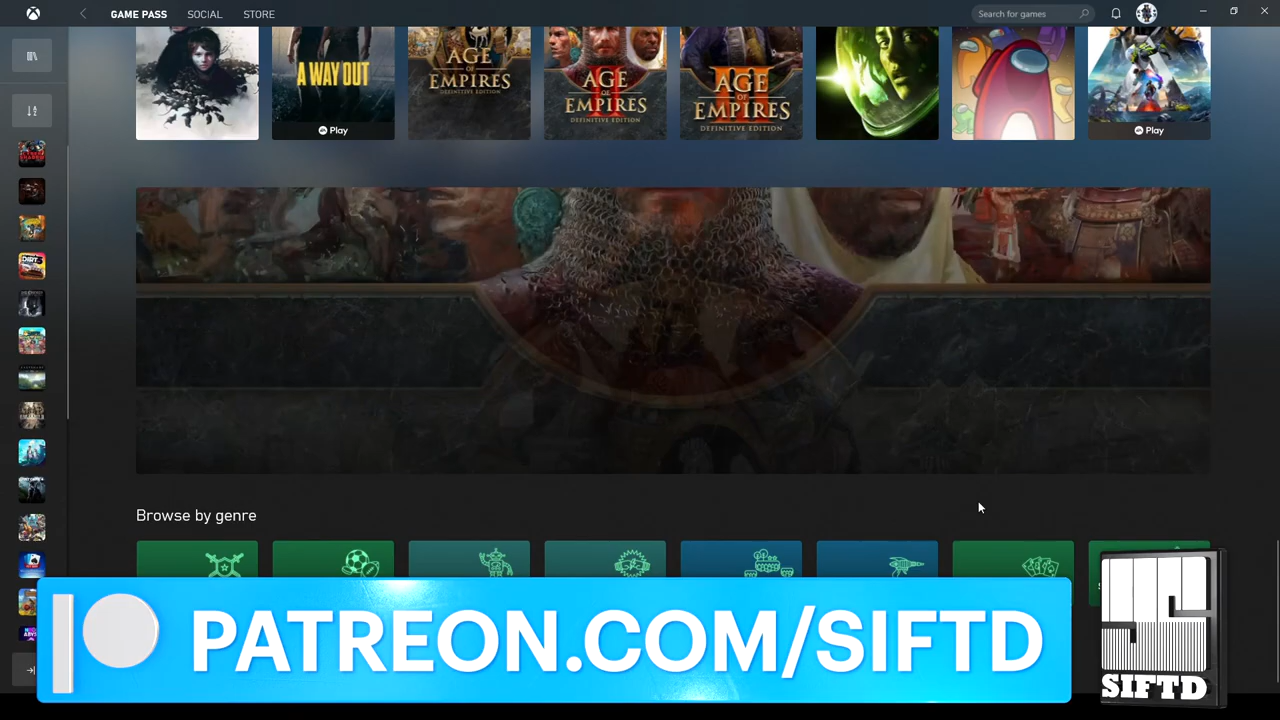 GAME PASS
SOCIAL
STORE
Search for games
A WAY OUT
Play
AGE
OF
EMPIRES
DEFINITIVE EDITION
AGE
OF
EMPIRES
II
DEFINITIVE EDITION
AGE
OF
EMPIRES
III
DEFINITIVE EDITION
Play
DIRT
Browse by genre
PATREON.COM/SIFTD
SIFTD